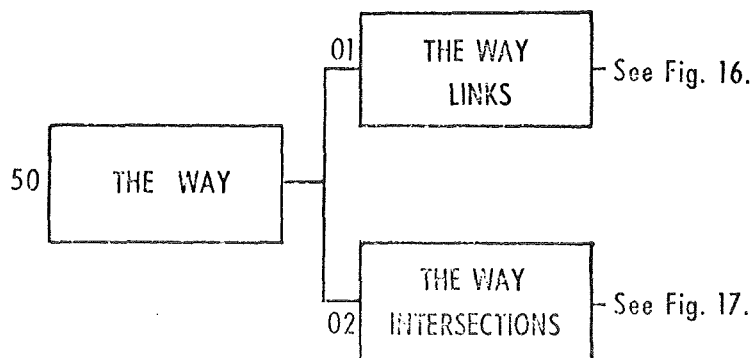 01
THE WAY
LINKS
See Fig. 16.
50
THE WAY
02
THE WAY
INTERSECTIONS
See Fig. 17.